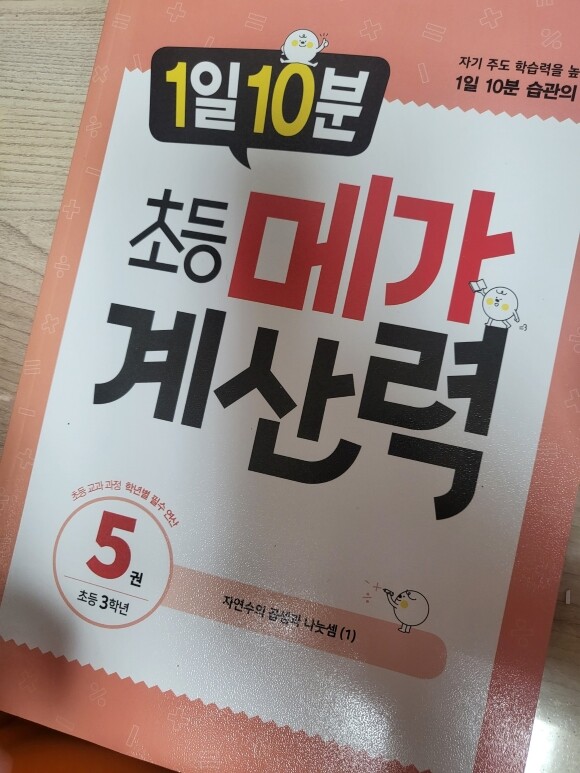 자기 주도 학습력을 높
1일 10분 습관의
1일 10분
초등 메가
계산력
초등 교과 과정 학년별 필수 연산
5권
초등 3학년
자연수의 곱셈과 나눗셈 (1)